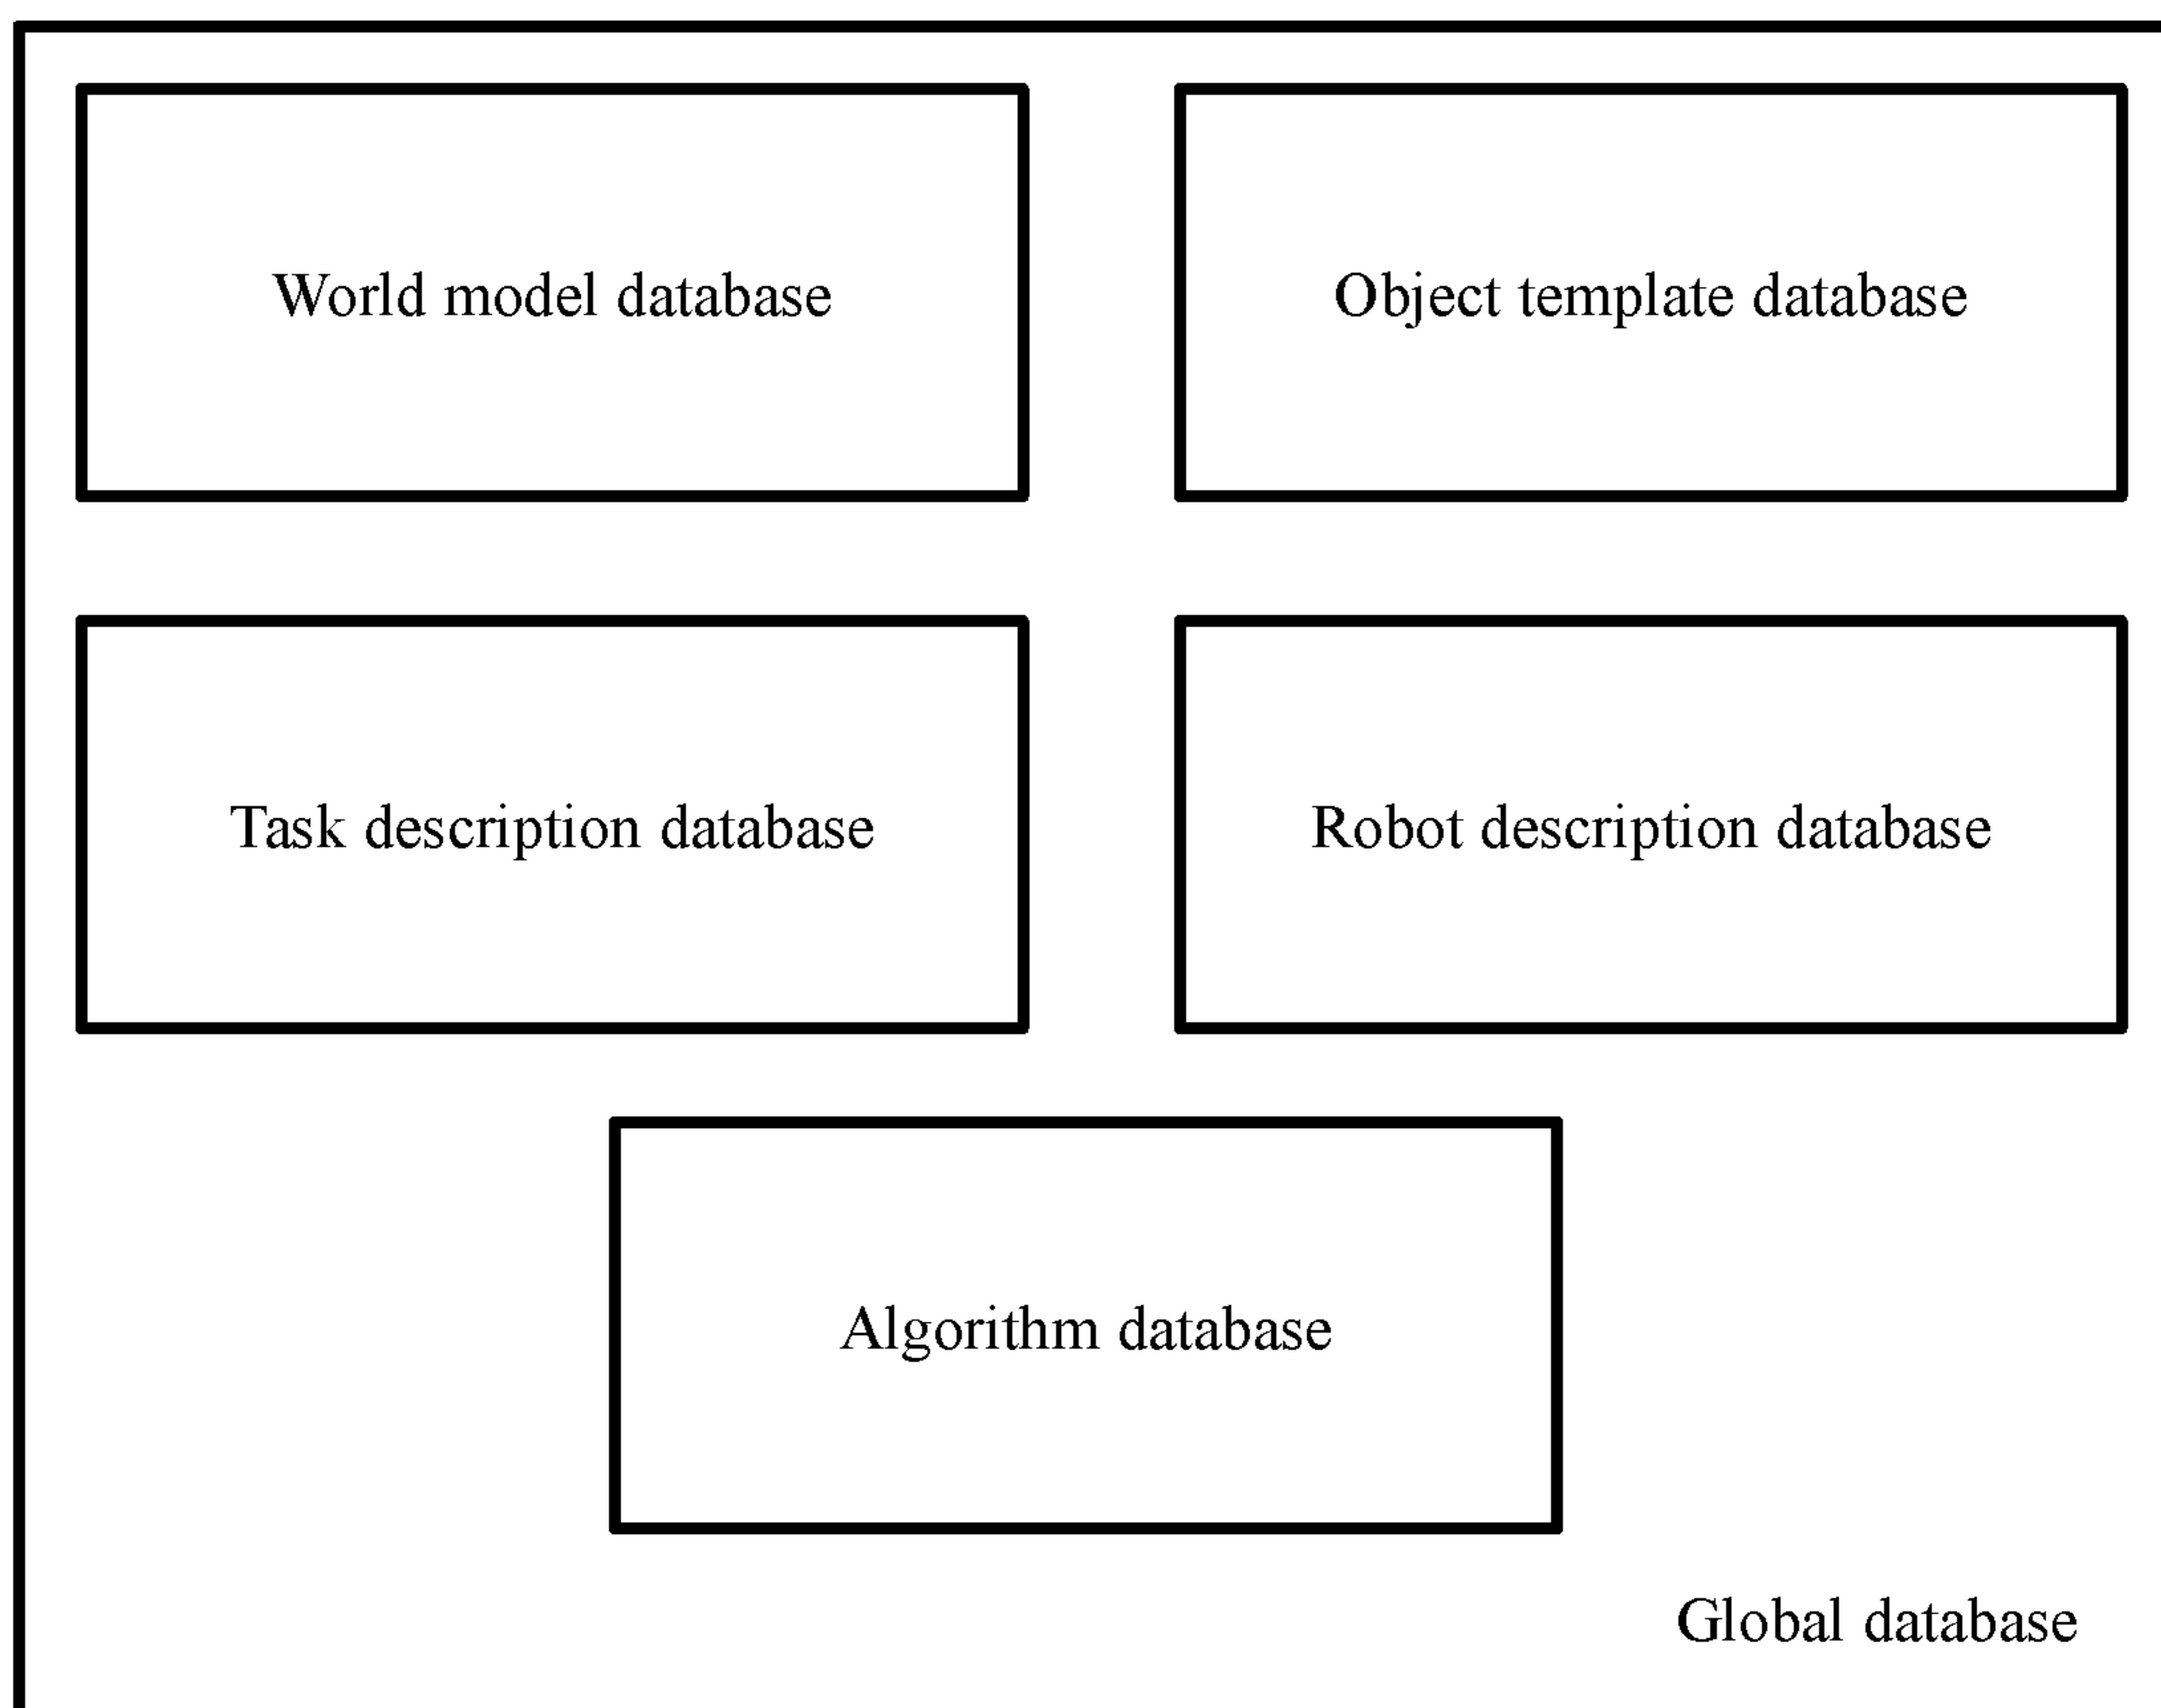 World model database
Object template database
Task description database
Robot description database
Algorithm database
Global database